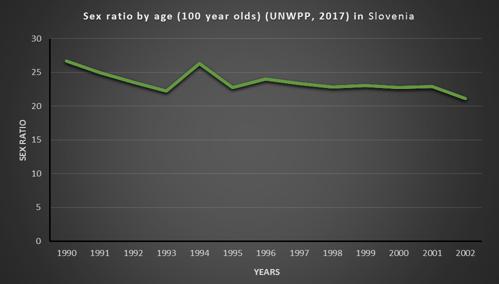 Sex ratio by age (100 year olds) (UNWPP, 2017) in Slovenia
30
25
20
15
10
5
0
SEX RATIO
1990 1991 1992 1993 1994 1995 1996 1997 1998 1999 2000 2001 2002
YEARS